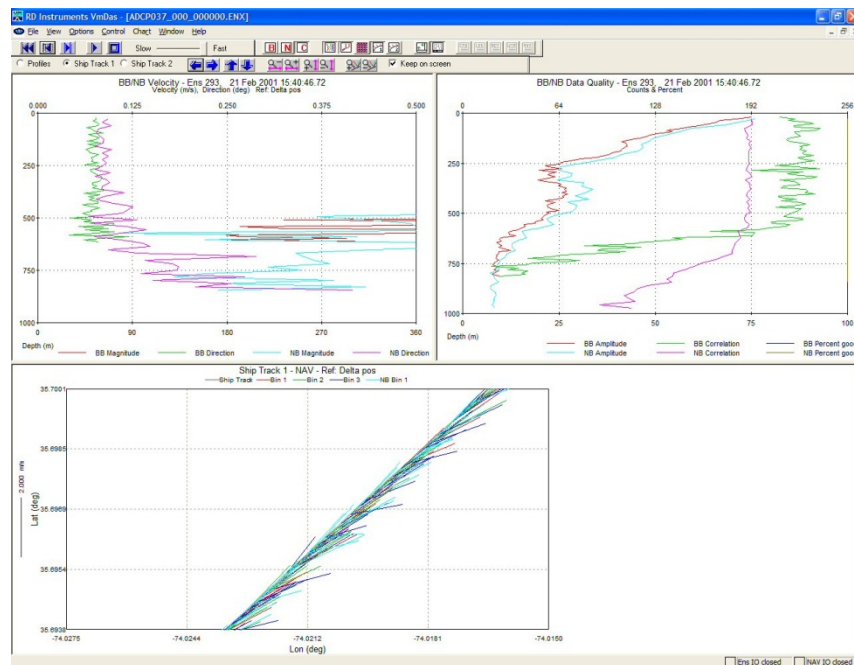 RD Instruments VmDas - [ADCP037_000_000000.ENX]
File View Options Control Chart Window Help
Slow Fast B N C
Profiles Ship Track 1 Ship Track 2 Keep on screen
BB/NB Velocity - Ens 293, 21 Feb 2001 15:40:46.72
Velocity (m/s), Direction (deg) Ref: Delta pos
0.000 0.125 0.250 0.375 0.500
0
250
500
750
1000
0 90 180 270 360
Depth (m)
BB Magnitude BB Direction NB Magnitude NB Direction
BB/NB Data Quality - Ens 293, 21 Feb 2001 15:40:46.72
Counts & Percent
0 64 128 192 256
0
250
500
750
1000
0 25 50 75 100
Depth (m)
BB Amplitude BB Correlation BB Percent goo
NB Amplitude NB Correlation NB Percent goo
Ship Track 1 - NAV - Ref: Delta pos
Ship Track Bin 1 Bin 2 Bin 3 NB Bin 1
35.7001
35.6985
35.6969
35.6954
35.6938
2.000 m/s
Lat (deg)
-74.0275 -74.0244 -74.0212 -74.0181 -74.0150
Lon (deg)
Ens IO closed NAV IO closed